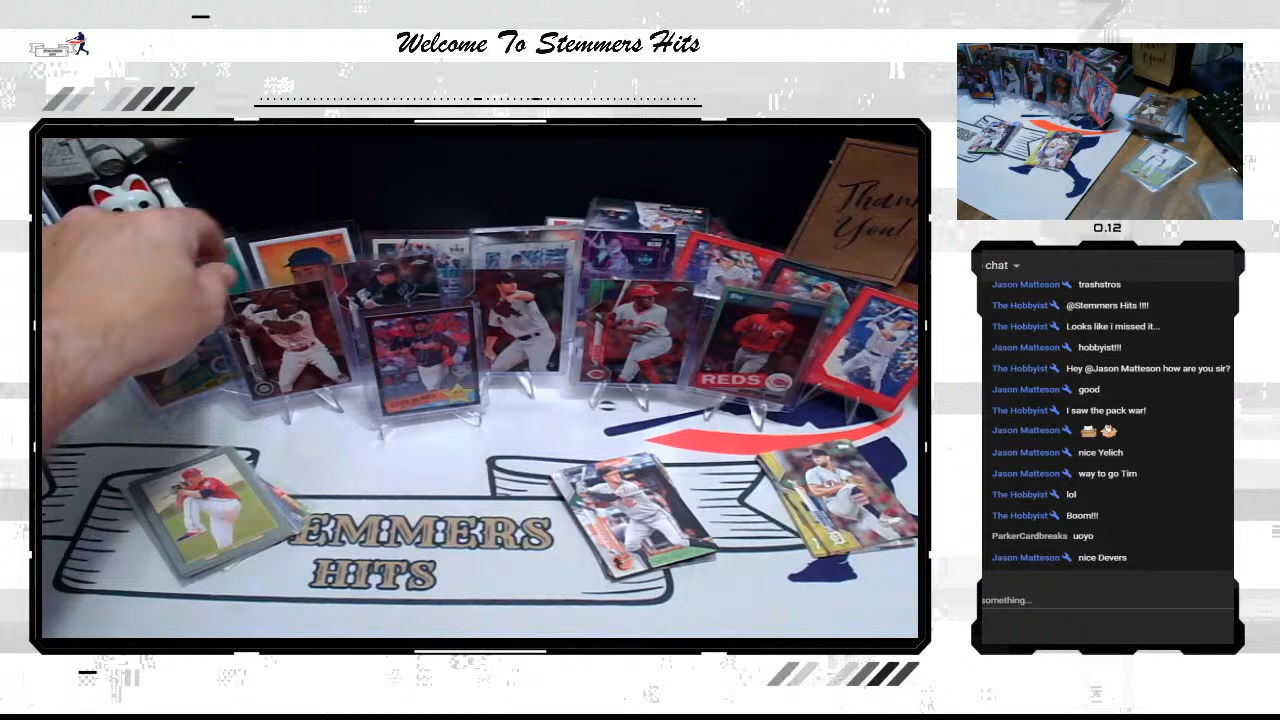 Welcome To Stemmers Hits
Thank
You!
REDS
STEMMERS
HITS
0.12
chat
Jason Matteson trashstros
The Hobbyist @Stemmers Hits !!!!
The Hobbyist Looks like i missed it...
Jason Matteson hobbyist!!!
The Hobbyist Hey @Jason Matteson how are you sir?
Jason Matteson good
The Hobbyist I saw the pack war!
Jason Matteson
Jason Matteson nice Yelich
Jason Matteson way to go Tim
The Hobbyist lol
The Hobbyist Boom!!!
ParkerCardbreaks uoyo
Jason Matteson nice Devers
something...